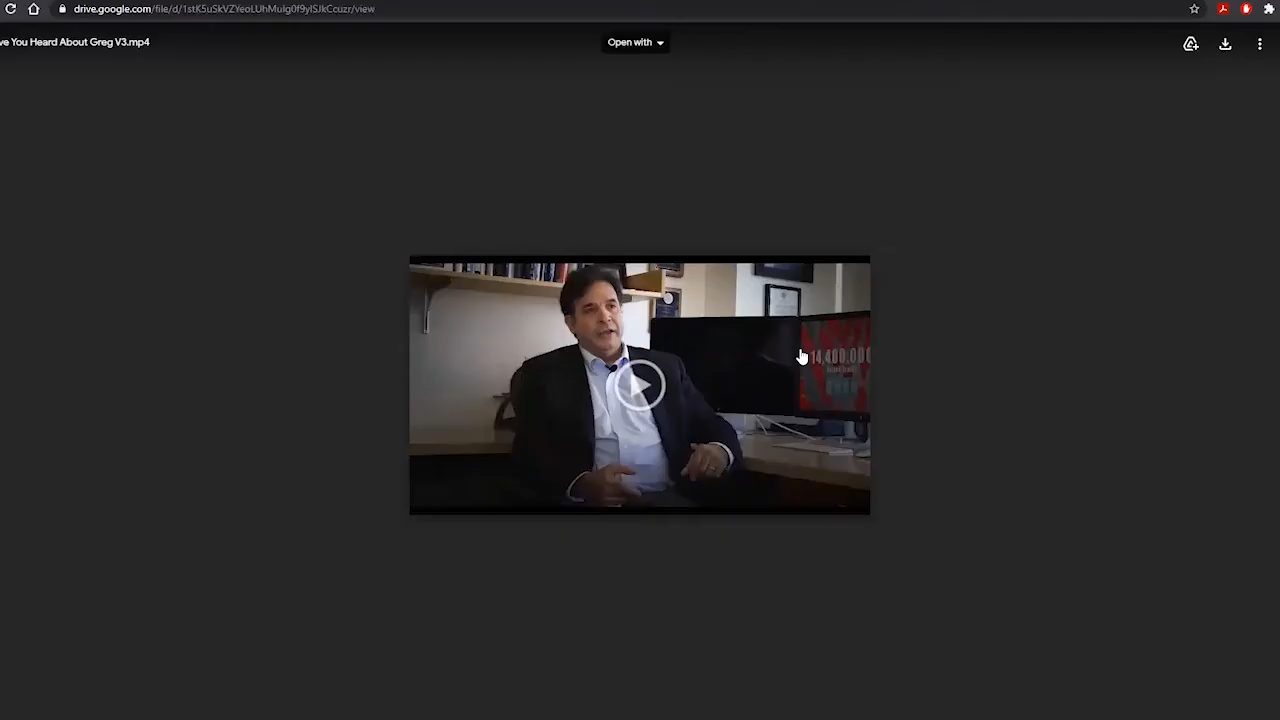 drive.google.com/file/d/1stK5uSkVZYeoLUhMulg0f9ylSJkCcuzr/view
ve You Heard About Greg V3.mp4
Open with
14,400,000